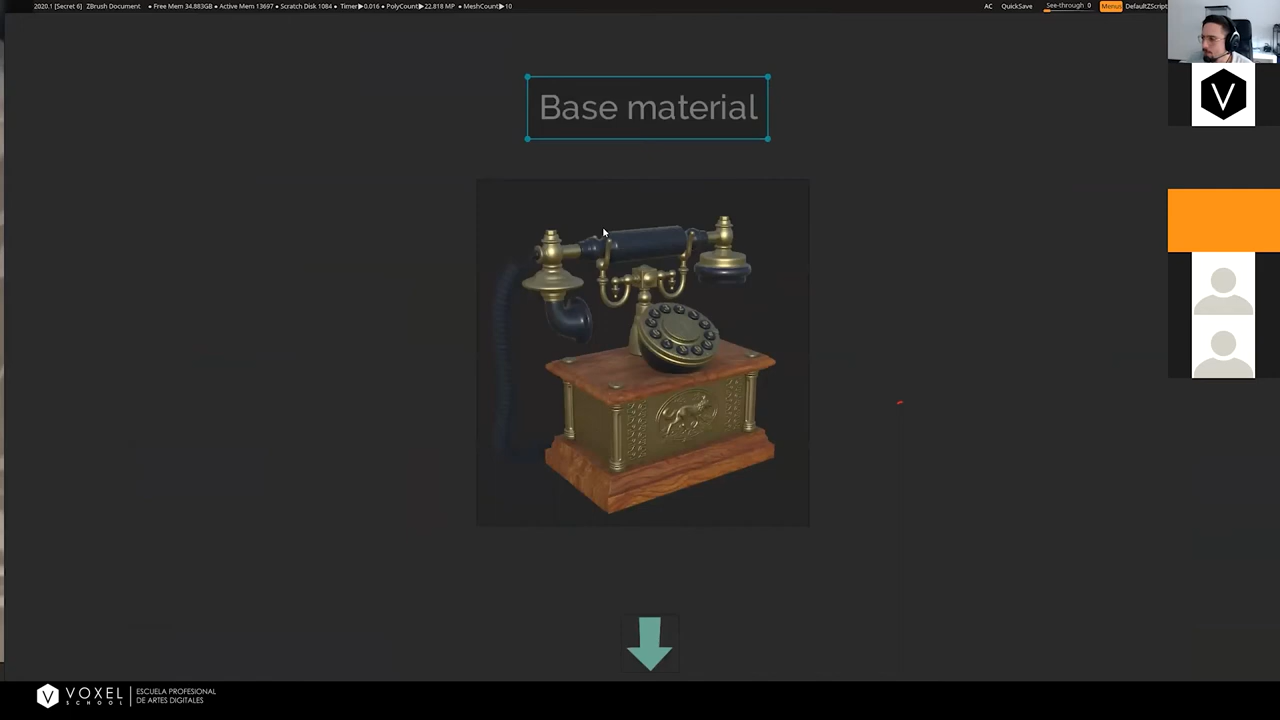 2020.1 [Secret 6] ZBrush Document • Free Mem 34.883GB • Active Mem 13697 • Scratch Disk 1084 • Timer▶0.016 • PolyCount▶22.818 MP • MeshCount▶10 AC QuickSave See-through 0 Menus DefaultZScript
Base material
V
VOXEL SCHOOL
ESCUELA PROFESIONAL
DE ARTES DIGITALES